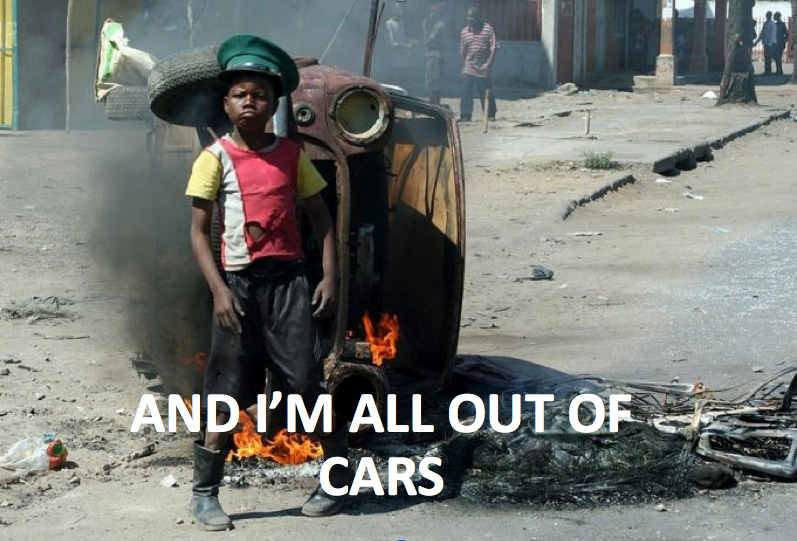 AND I’M ALL OUT OF
CARS